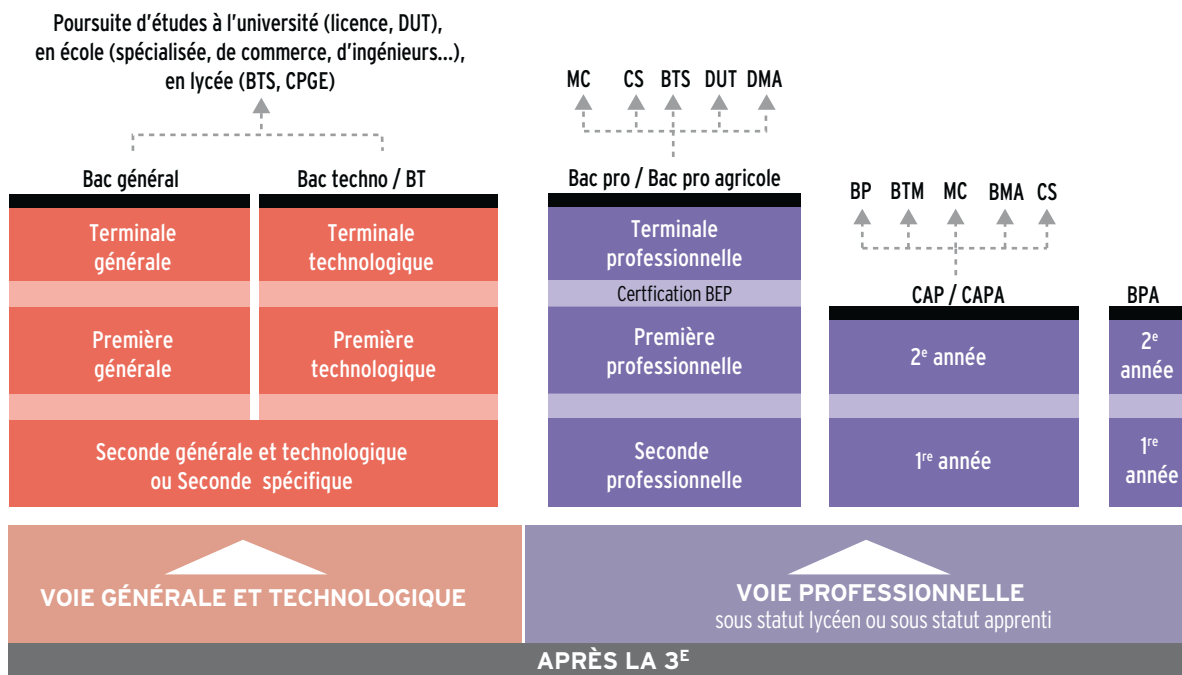 Poursuite d'études à l'université (licence, DUT),
en école (spécialisée, de commerce, d'ingénieurs...),
en lycée (BTS, CPGE)
MC CS BTS DUT DMA
Bac général
Bac techno / BT
Bac pro / Bac pro agricole
BP BTM MC BMA CS
Terminale
générale
Terminale
technologique
Terminale
professionnelle
Certfication BEP
CAP / CAPA
BPA
Première
générale
Première
technologique
Première
professionnelle
2e année
2e
année
Seconde générale et technologique
ou Seconde spécifique
Seconde
professionnelle
1re année
1re
année
VOIE GÉNÉRALE ET TECHNOLOGIQUE
VOIE PROFESSIONNELLE
sous statut lycéen ou sous statut apprenti
APRÈS LA 3E